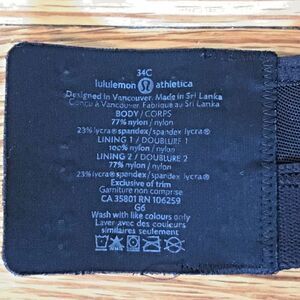 34C
lululemon athletica
Designed in Vancouver. Made in Sri Lanka
Conçu à Vancouver. Fabriqué au Sri Lanka
BODY / CORPS
77% nylon / nylon
23% lycra® spandex / spandex lycra®
LINING 1 / DOUBLURE 1
100% nylon / nylon
LINING 2 / DOUBLURE 2
77% nylon / nylon
23% lycra® spandex / spandex lycra®
Exclusive of trim
Garniture non comprise
CA 35801 RN 106259
G6
Wash with like colours only
Laver avec des couleurs
similaires seulement